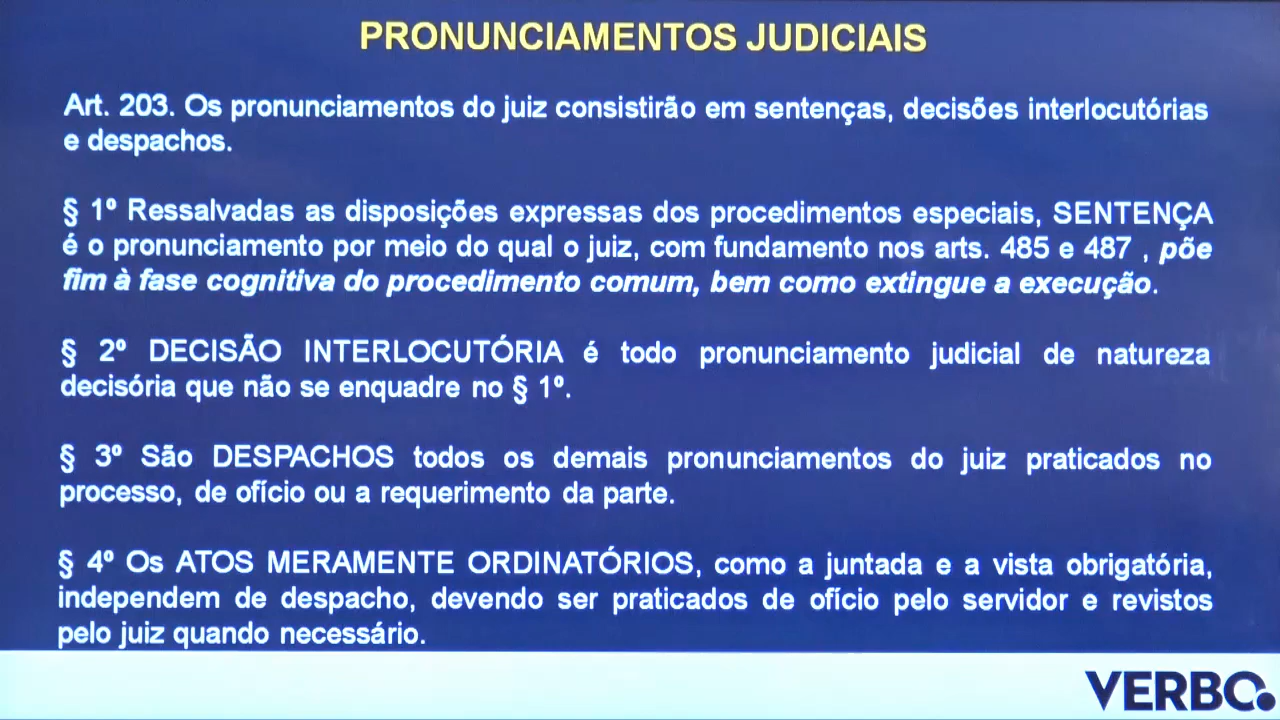 PRONUNCIAMENTOS JUDICIAIS
Art. 203. Os pronunciamentos do juiz consistirão em sentenças, decisões interlocutórias
e despachos.
§ 1º Ressalvadas as disposições expressas dos procedimentos especiais, SENTENÇA
é o pronunciamento por meio do qual o juiz, com fundamento nos arts. 485 e 487 , põe
fim à fase cognitiva do procedimento comum, bem como extingue a execução.
§ 2º DECISÃO INTERLOCUTÓRIA é todo pronunciamento judicial de natureza
decisória que não se enquadre no § 1º.
§ 3º São DESPACHOS todos os demais pronunciamentos do juiz praticados no
processo, de ofício ou a requerimento da parte.
§ 4º Os ATOS MERAMENTE ORDINATÓRIOS, como a juntada e a vista obrigatória,
independem de despacho, devendo ser praticados de ofício pelo servidor e revistos
pelo juiz quando necessário.
VERBO.